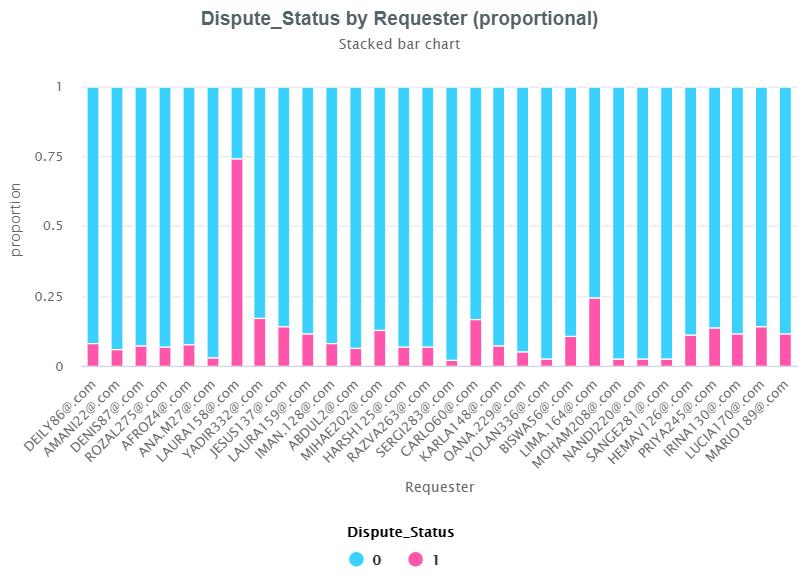 Dispute_Status by Requester (proportional)
Stacked bar chart
1
0.75
0.5
0.25
0
proportion
DEILY86@.com
AMANI22@.com
DENIS87@.com
ROZAL275@.com
AFROZ4@.com
ANA.M27@.com
LAURA158@.com
YADIR332@.com
JESUS137@.com
LAURA159@.com
IMAN.128@.com
ABDUL2@.com
MIHAE202@.com
HARSH125@.com
RAZVA263@.com
SERGI283@.com
CARLO60@.com
KARLA148@.com
OANA.229@.com
YOLAN336@.com
BISWA56@.com
LIMA.164@.com
MOHAM208@.com
NANDI220@.com
SANGE281@.com
HEMAV126@.com
PRIYA245@.com
IRINA130@.com
LUCIA170@.com
MARIO189@.com
Requester
Dispute_Status
0 1